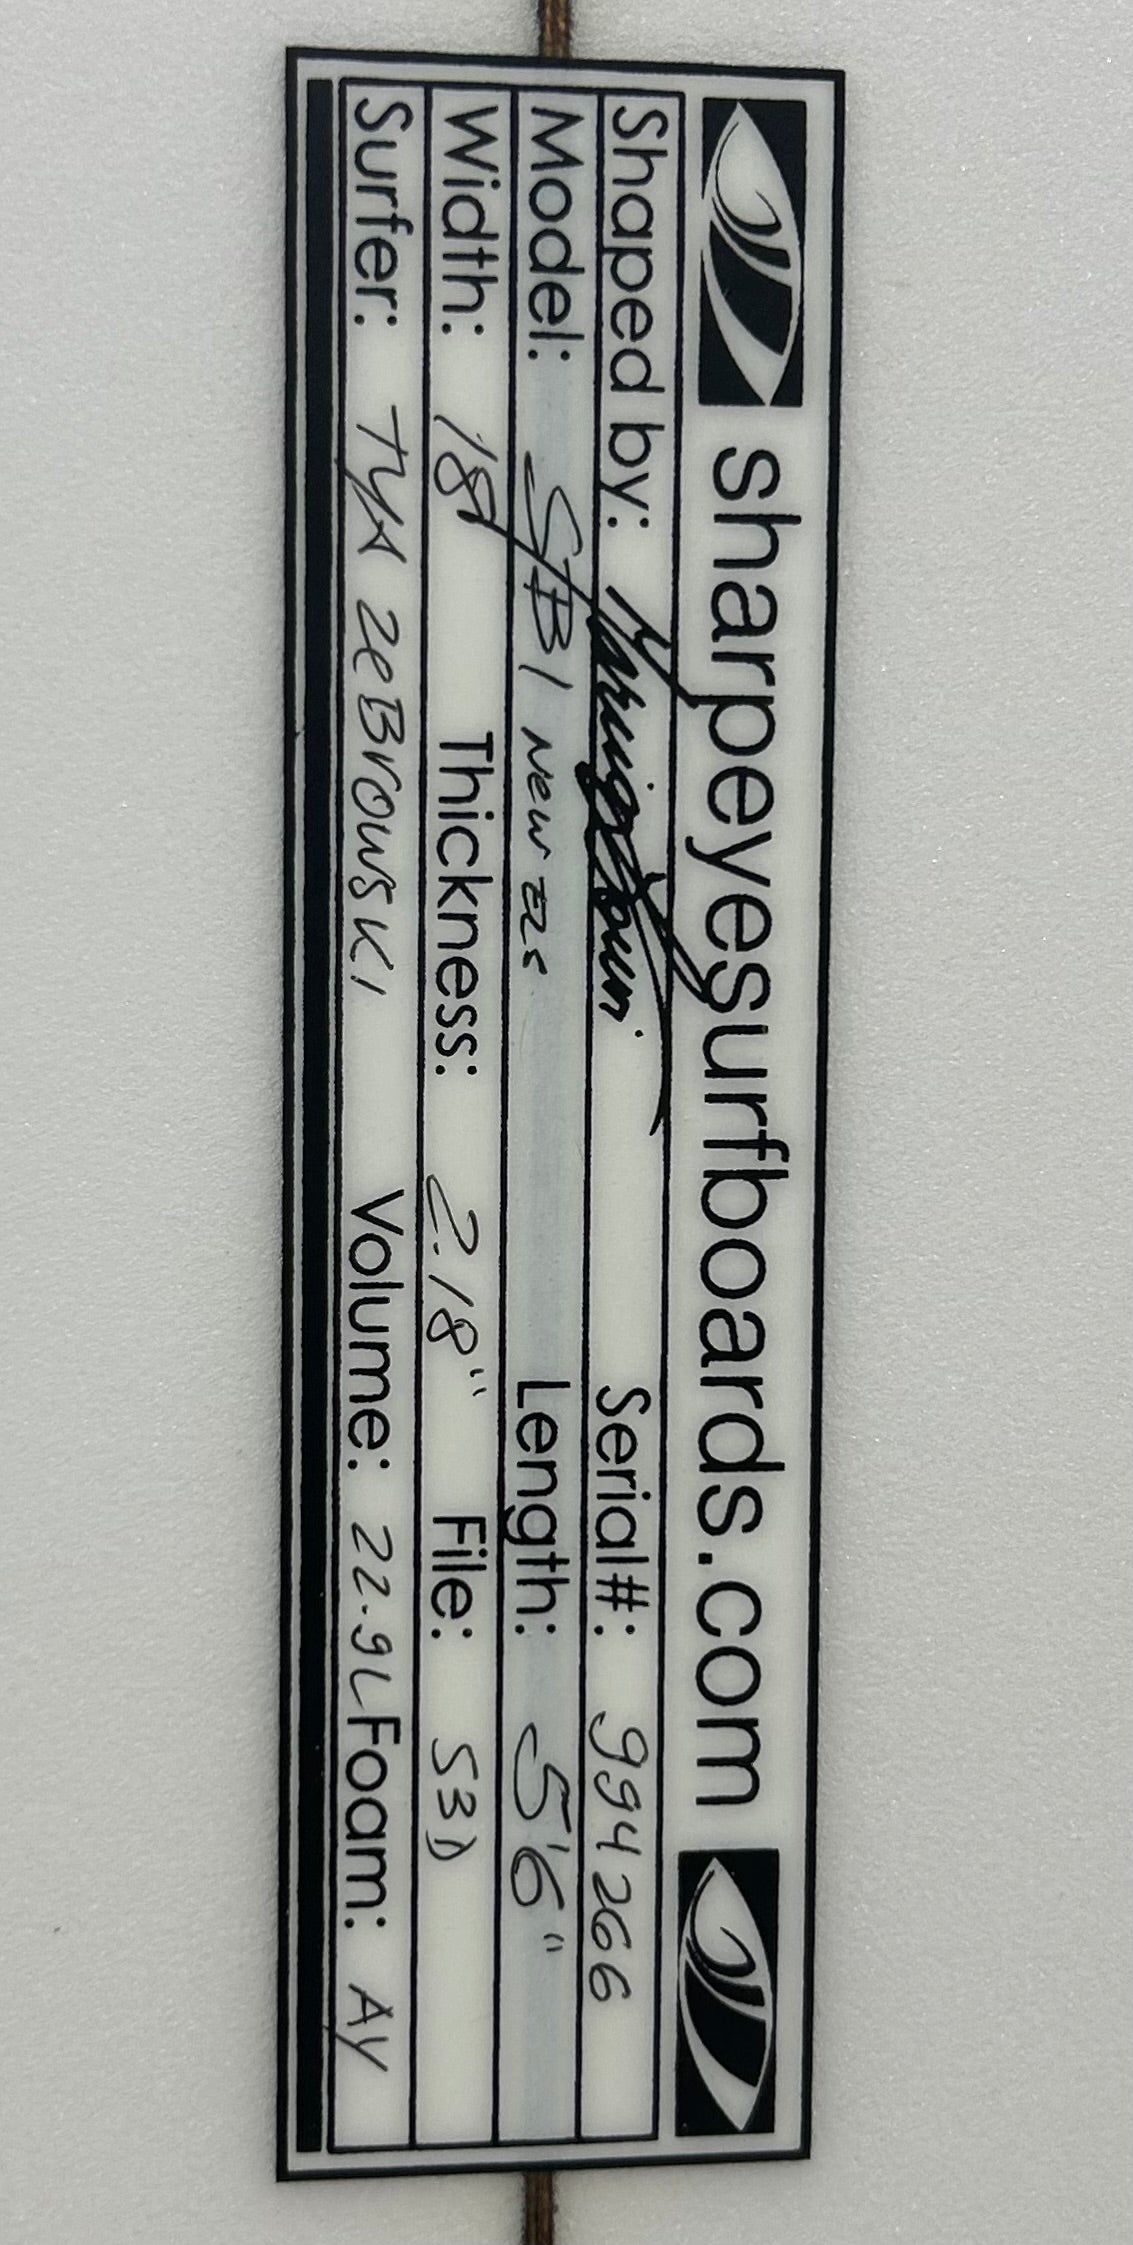 sharpeyesurfboards.com
Shaped by: Serial#: 994266
Model: SB1 New Els Length: 5'6"
Width: 18" Thickness: 2.18" File: S3D
Surfer: TYA zeBrowski Volume: 22.9L Foam: AY